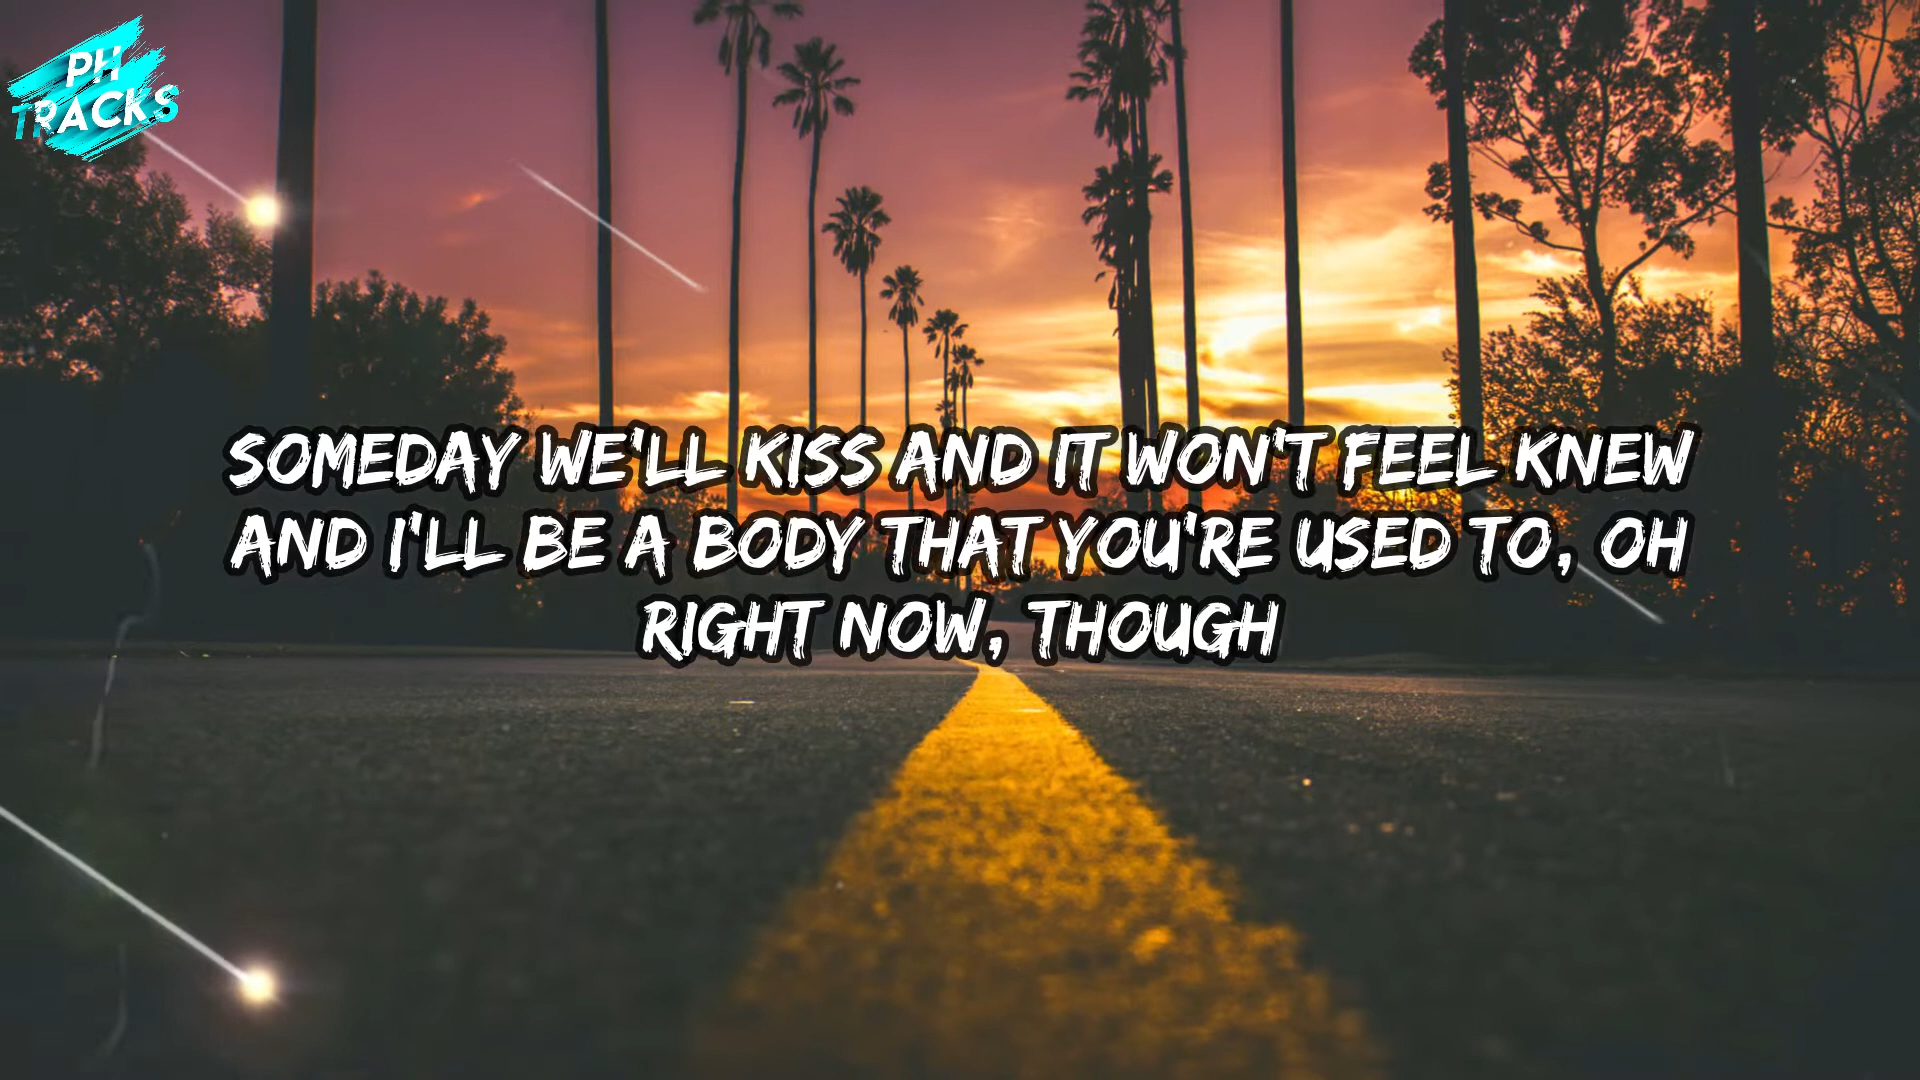 PH
TRACKS
SOMEDAY WE'LL KISS AND IT WON'T FEEL KNEW
AND I'LL BE A BODY THAT YOU'RE USED TO, OH
RIGHT NOW, THOUGH